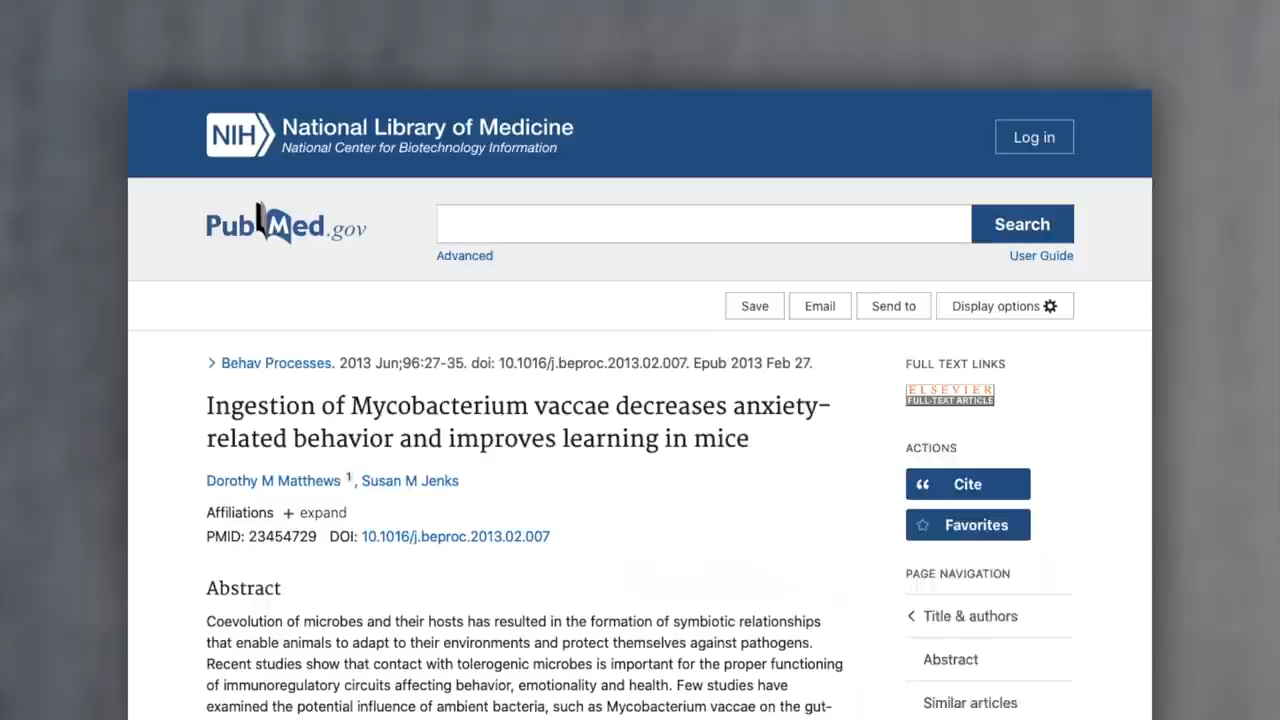 NIH National Library of Medicine
National Center for Biotechnology Information
Log in
PubMed.gov
Search
Advanced
User Guide
Save
Email
Send to
Display options
Behav Processes. 2013 Jun;96:27-35. doi: 10.1016/j.beproc.2013.02.007. Epub 2013 Feb 27.
Ingestion of Mycobacterium vaccae decreases anxiety-
related behavior and improves learning in mice
Dorothy M Matthews 1, Susan M Jenks
Affiliations + expand
PMID: 23454729 DOI: 10.1016/j.beproc.2013.02.007
Abstract
Coevolution of microbes and their hosts has resulted in the formation of symbiotic relationships
that enable animals to adapt to their environments and protect themselves against pathogens.
Recent studies show that contact with tolerogenic microbes is important for the proper functioning
of immunoregulatory circuits affecting behavior, emotionality and health. Few studies have
examined the potential influence of ambient bacteria, such as Mycobacterium vaccae on the gut-
FULL TEXT LINKS
ELSEVIER
FULL-TEXT ARTICLE
ACTIONS
Cite
Favorites
PAGE NAVIGATION
Title & authors
Abstract
Similar articles